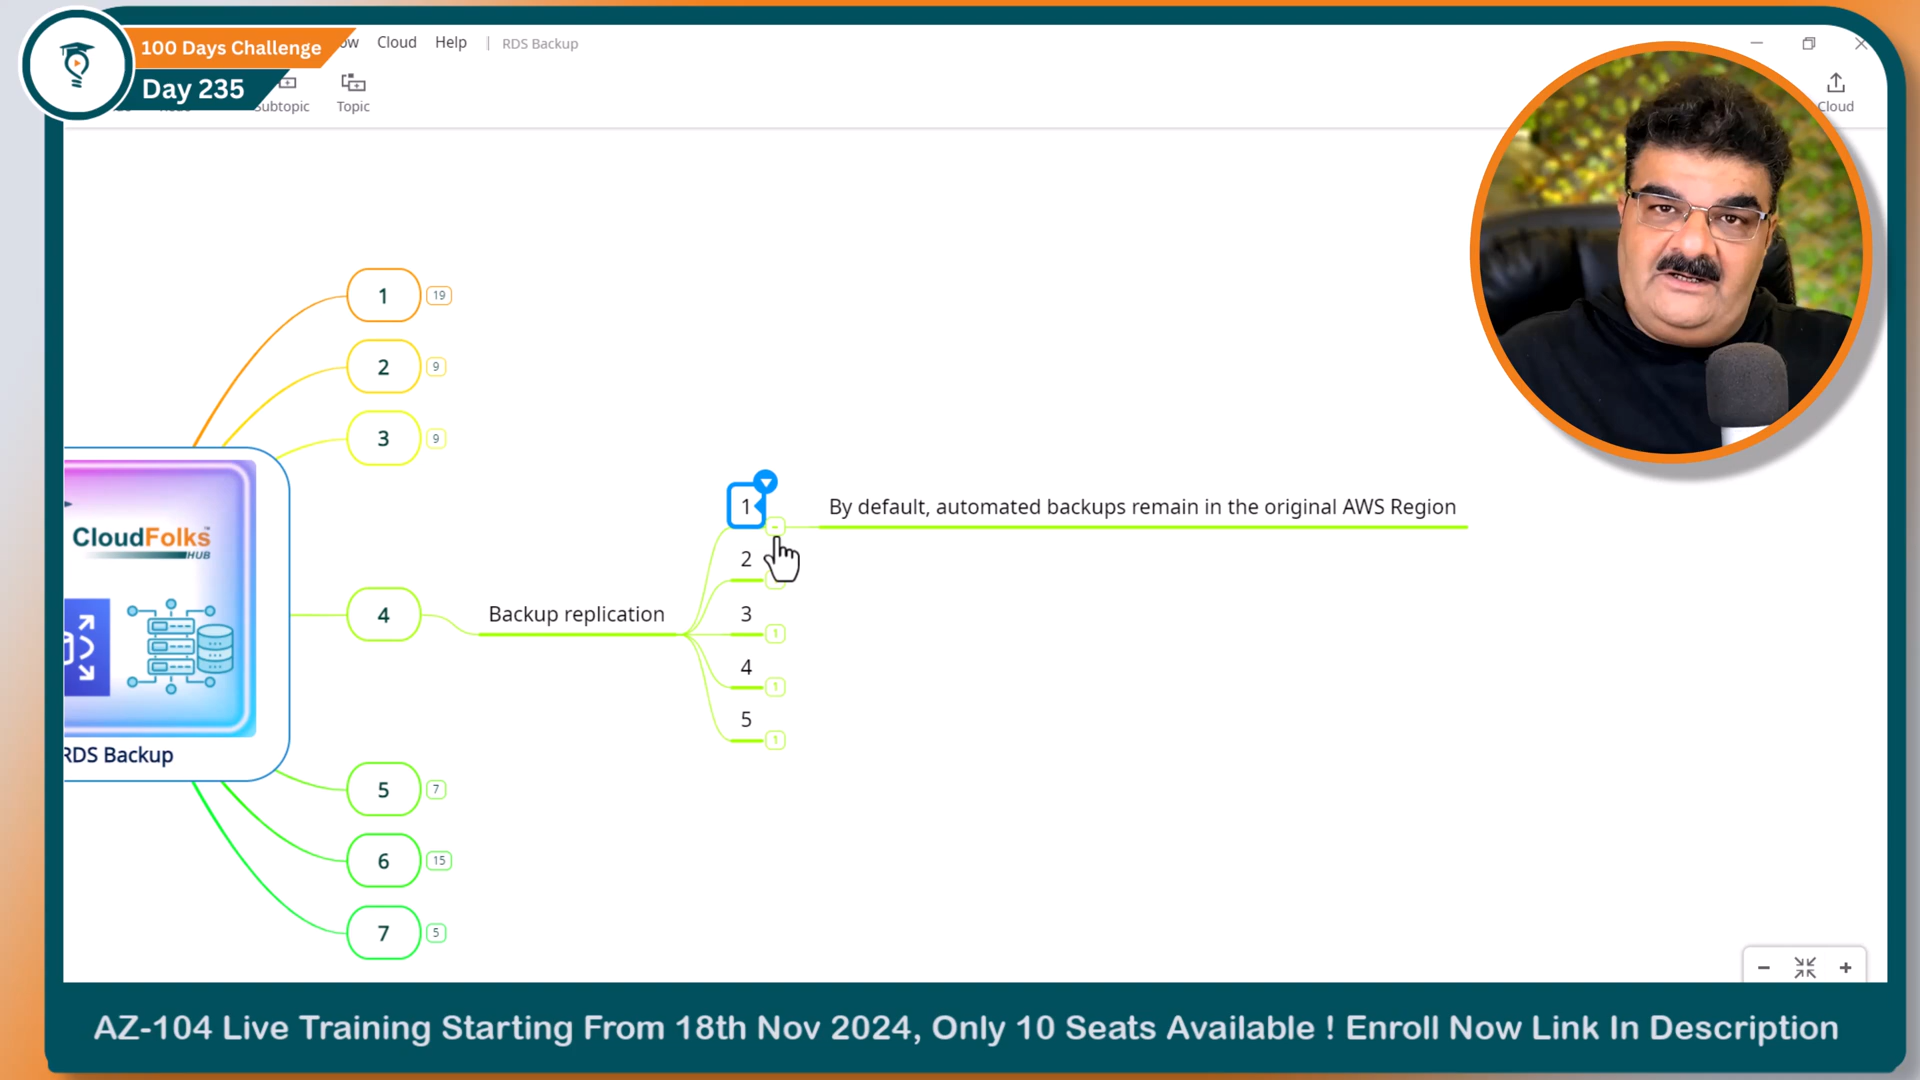 100 Days Challenge
Day 235
ow Cloud Help | RDS Backup
Subtopic
Topic
Cloud
1 19
2 9
3 9
CloudFolks
HUB
RDS Backup
4
Backup replication
1
By default, automated backups remain in the original AWS Region
2
3 1
4 1
5 1
5 7
6 15
7 5
AZ-104 Live Training Starting From 18th Nov 2024, Only 10 Seats Available ! Enroll Now Link In Description